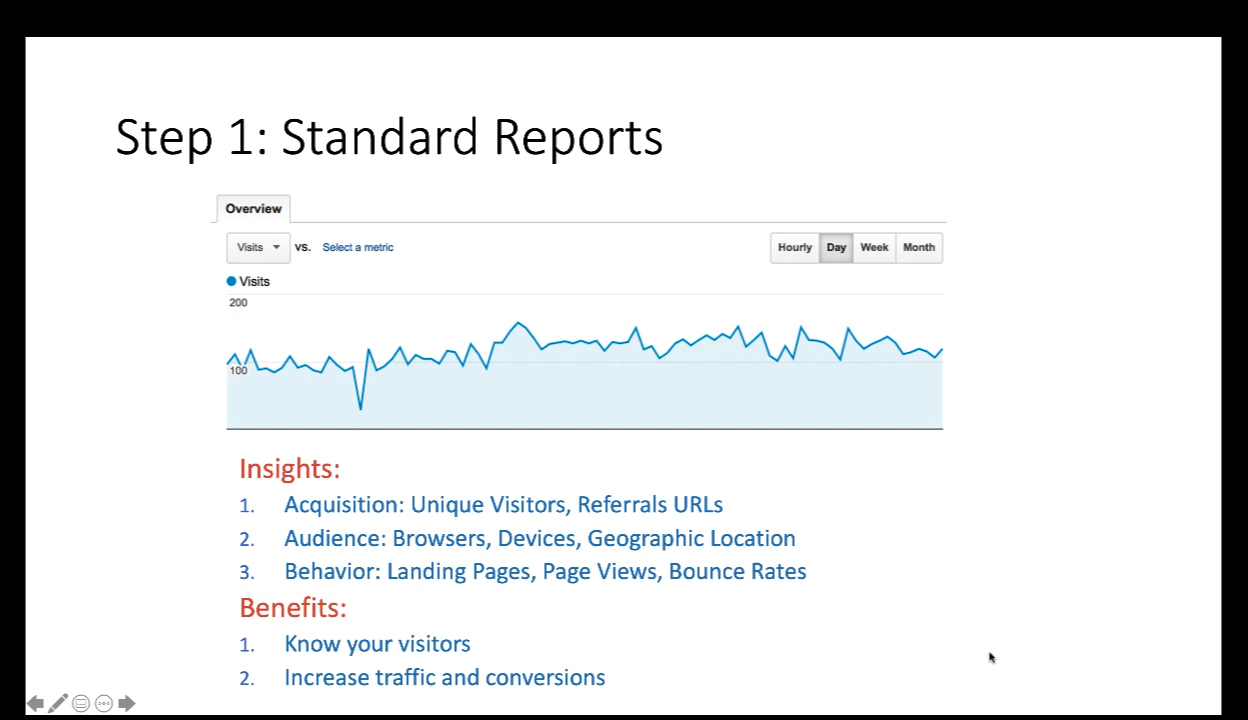 Step 1: Standard Reports
Overview
Visits vs. Select a metric Hourly Day Week Month
Visits
200
100
Insights:
1. Acquisition: Unique Visitors, Referrals URLs
2. Audience: Browsers, Devices, Geographic Location
3. Behavior: Landing Pages, Page Views, Bounce Rates
Benefits:
1. Know your visitors
2. Increase traffic and conversions